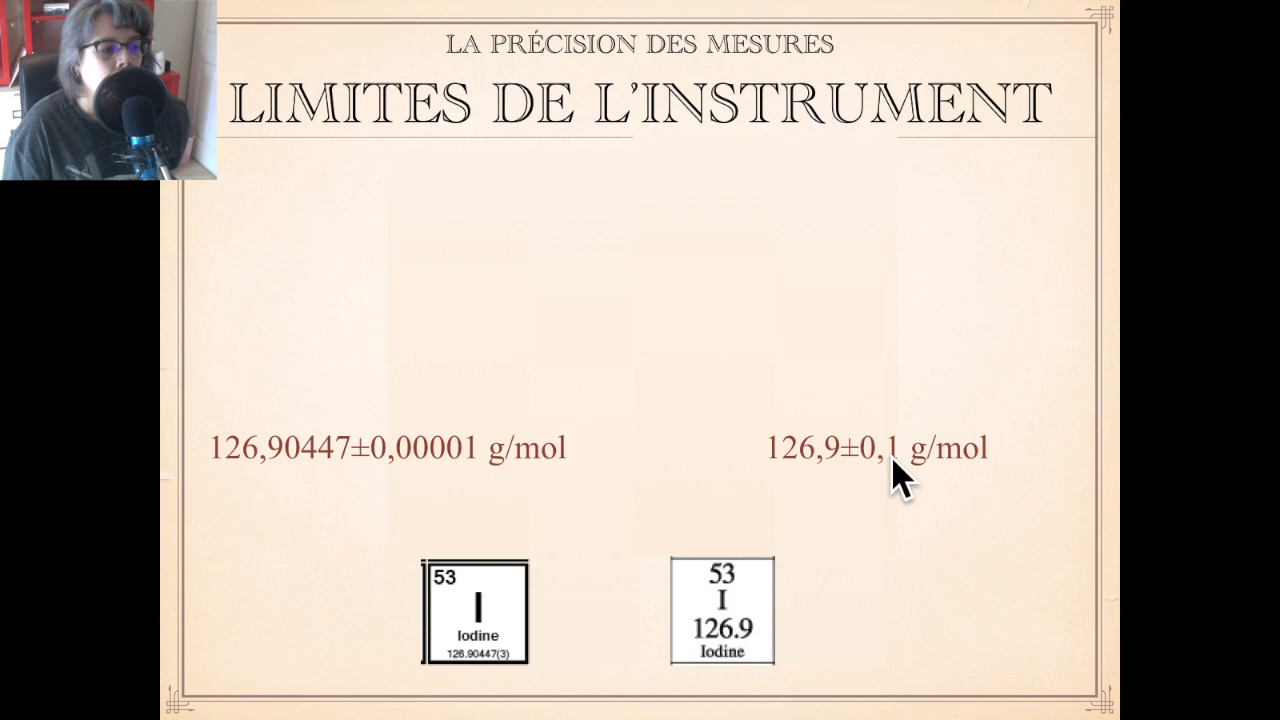 LA PRÉCISION DES MESURES
LIMITES DE L'INSTRUMENT
126,90447±0,00001 g/mol
126,9±0,1 g/mol
53
I
Iodine
126.90447(3)
53
I
126.9
Iodine